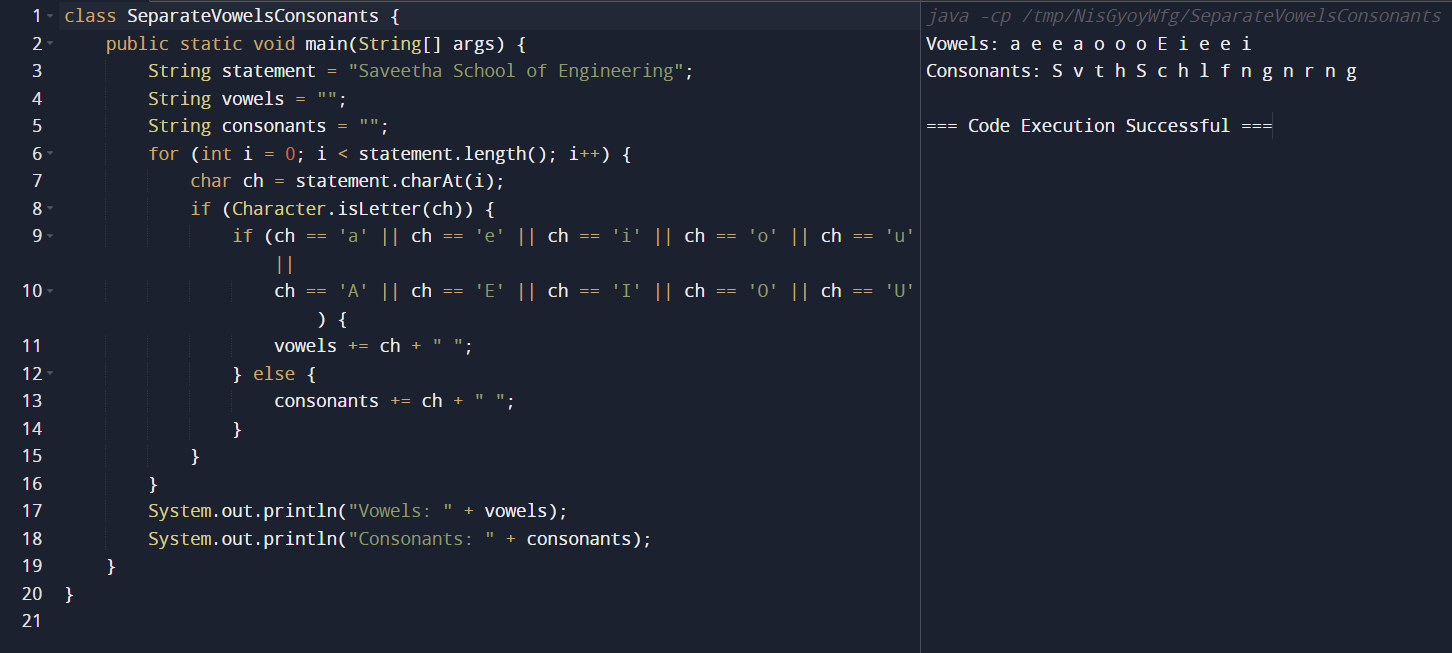 1 class SeparateVowelsConsonants {
2 public static void main(String[] args) {
3 String statement = "Saveetha School of Engineering";
4 String vowels = "";
5 String consonants = "";
6 for (int i = 0; i < statement.length(); i++) {
7 char ch = statement.charAt(i);
8 if (Character.isLetter(ch)) {
9 if (ch == 'a' || ch == 'e' || ch == 'i' || ch == 'o' || ch == 'u'
||
10 ch == 'A' || ch == 'E' || ch == 'I' || ch == 'O' || ch == 'U'
) {
11 vowels += ch + " ";
12 } else {
13 consonants += ch + " ";
14 }
15 }
16 }
17 System.out.println("Vowels: " + vowels);
18 System.out.println("Consonants: " + consonants);
19 }
20 }
21
java -cp /tmp/NisGyoyWfg/SeparateVowelsConsonants
Vowels: a e e a o o o E i e e i
Consonants: S v t h S c h l f n g n r n g
=== Code Execution Successful ===